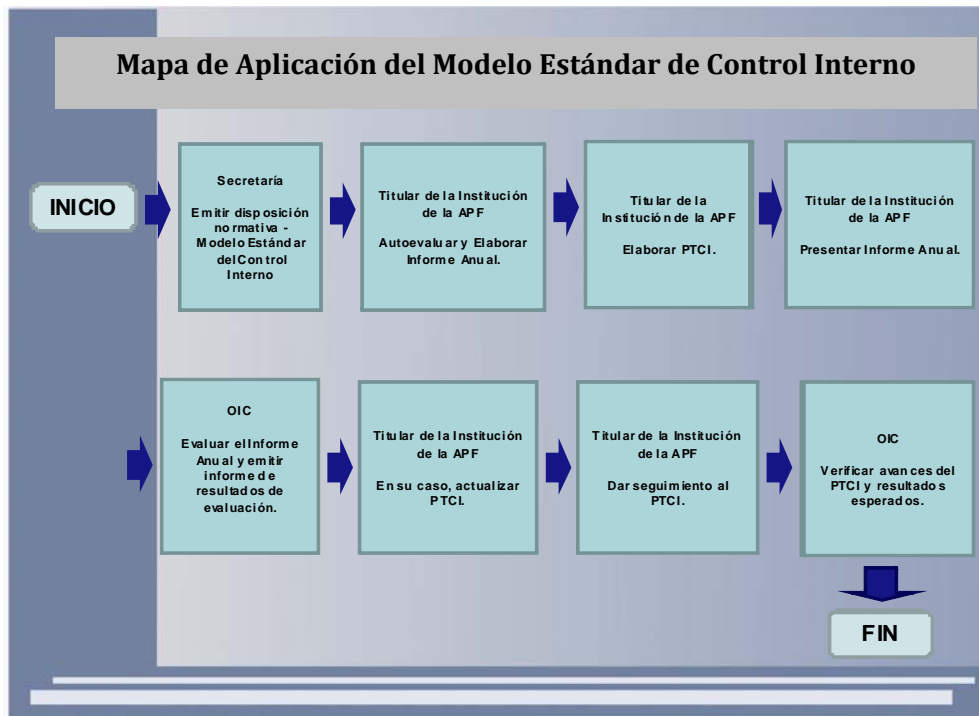 Mapa de Aplicación del Modelo Estándar de Control Interno
INICIO
Secretaría
Emitir disposición
normativa -
Modelo Estándar
del Control
Interno
Titular de la Institución
de la APF
Autoevaluar y Elaborar
Informe Anual.
Titular de la
Institución de la APF
Elaborar PTCI.
Titular de la Institución
de la APF
Presentar Informe Anual.
OIC
Evaluar el Informe
Anual y emitir
informe de
resultados de
evaluación.
Titular de la Institución
de la APF
En su caso, actualizar
PTCI.
Titular de la Institución
de la APF
Dar seguimiento al
PTCI.
OIC
Verificar avances del
PTCI y resultados
esperados.
FIN